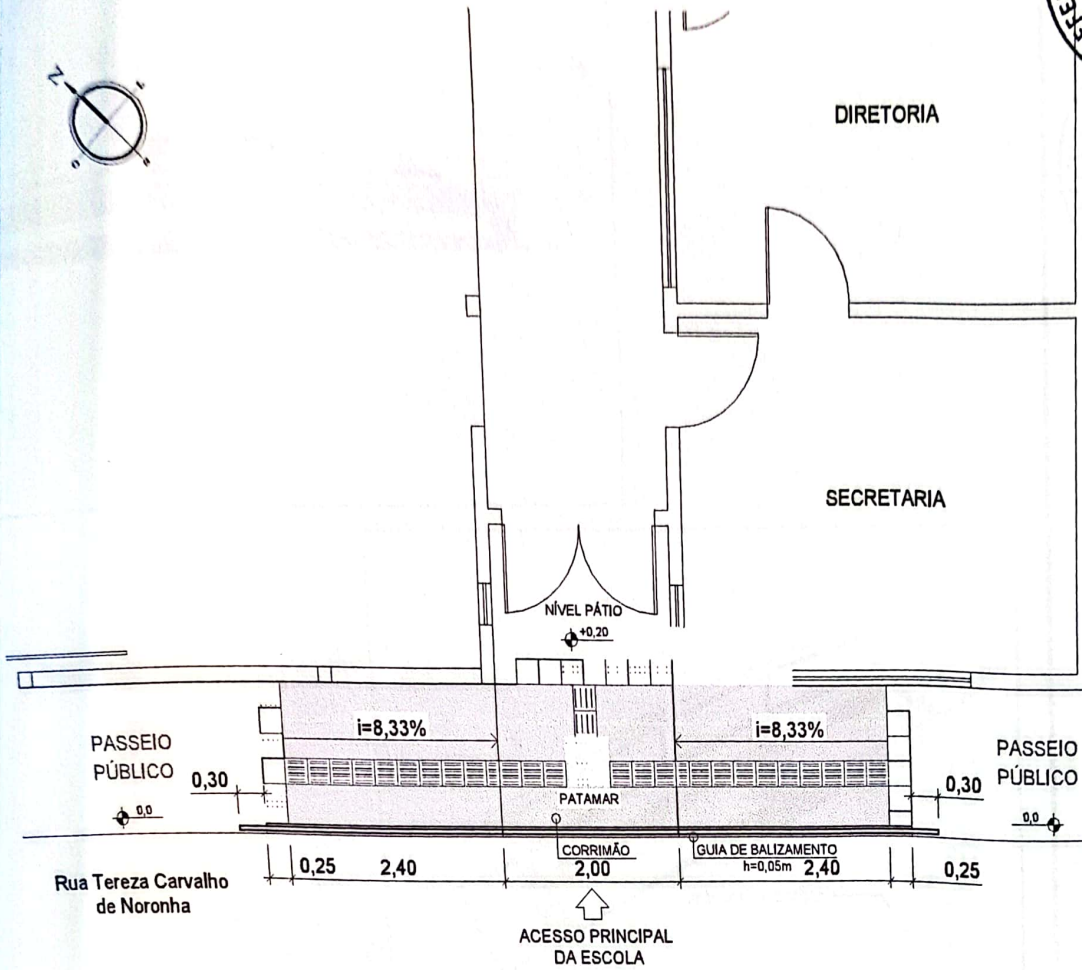 N
DIRETORIA
SECRETARIA
NÍVEL PÁTIO
+0,20
i=8,33%
i=8,33%
PASSEIO
PÚBLICO
0,30
0,0
PASSEIO
PÚBLICO
0,30
0,0
PATAMAR
CORRIMÃO
GUIA DE BALIZAMENTO
h=0,05m
0,25
2,40
2,00
2,40
0,25
Rua Tereza Carvalho
de Noronha
ACESSO PRINCIPAL
DA ESCOLA